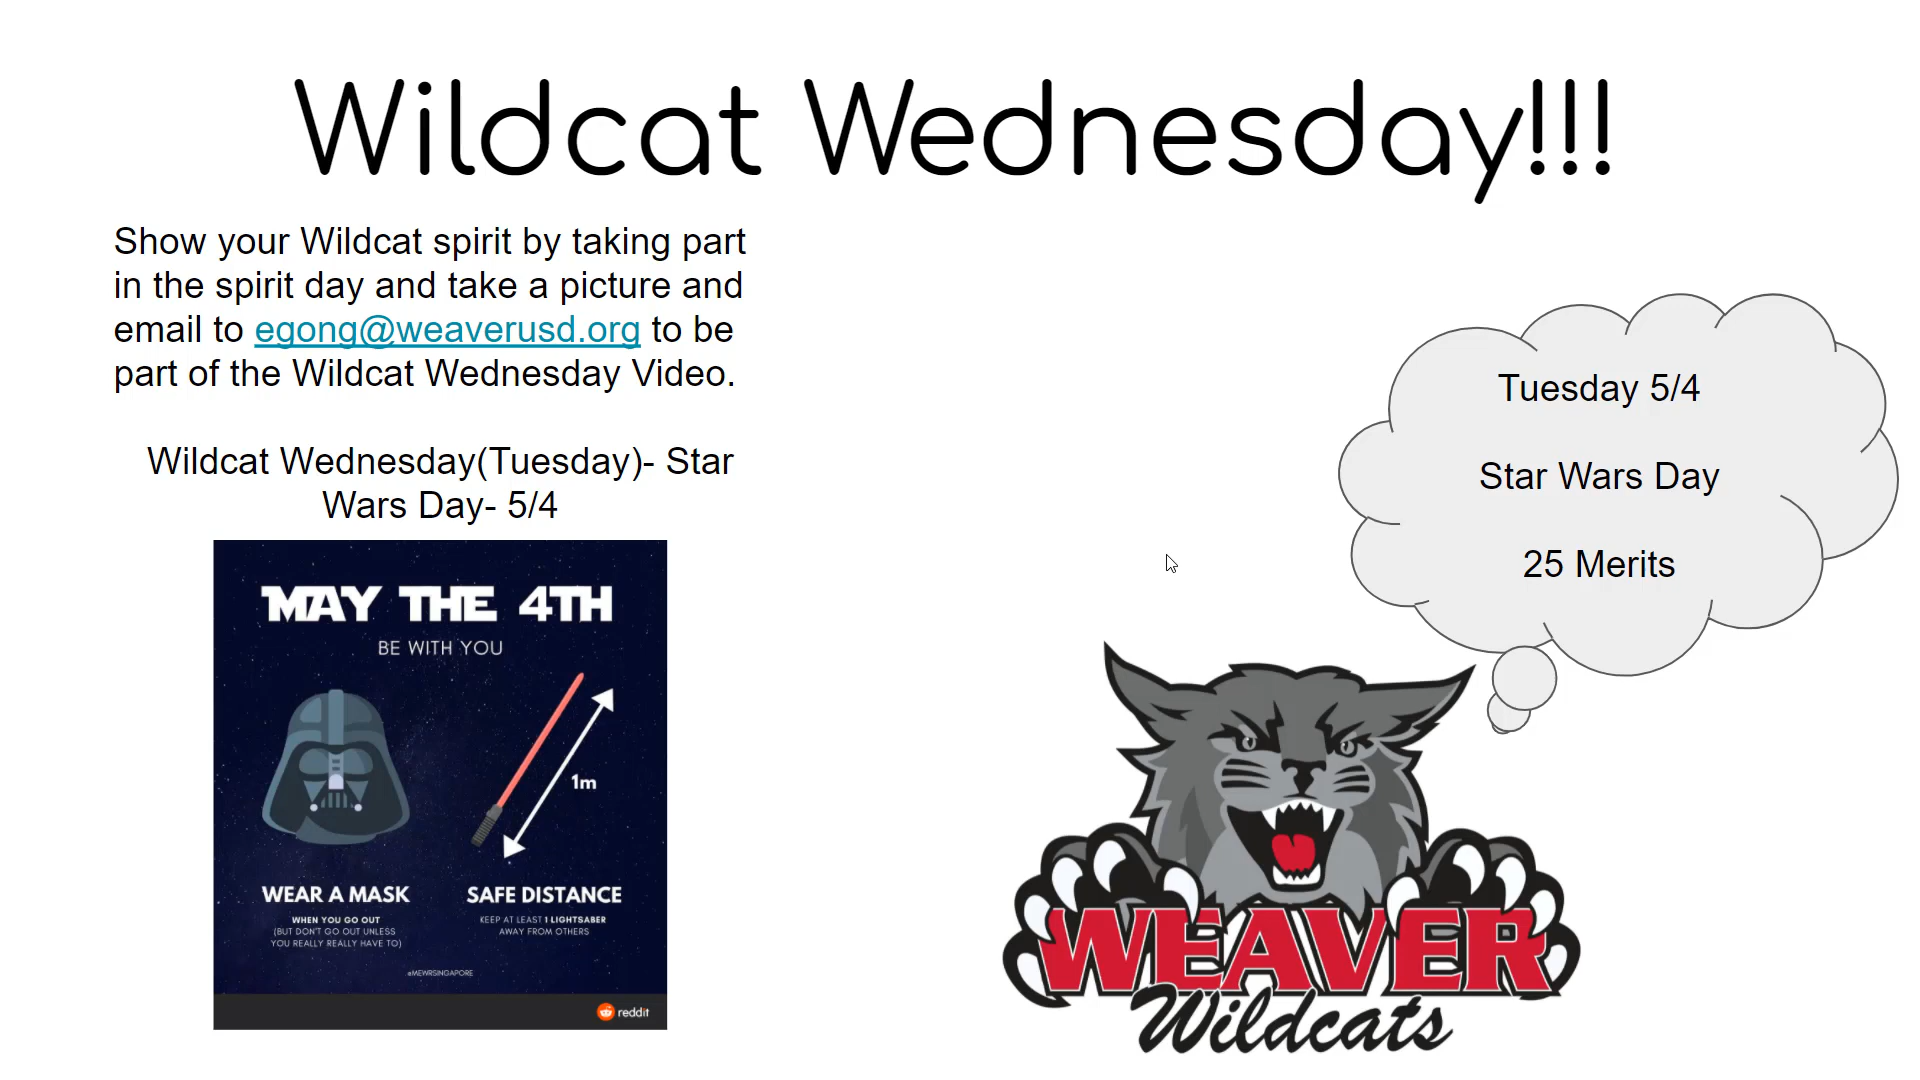 Wildcat Wednesday!!!
Show your Wildcat spirit by taking part
in the spirit day and take a picture and
email to egong@weaverusd.org to be
part of the Wildcat Wednesday Video.
Wildcat Wednesday(Tuesday)- Star
Wars Day- 5/4
MAY THE 4TH
BE WITH YOU
1m
WEAR A MASK
WHEN YOU GO OUT
(BUT DON'T GO OUT UNLESS
YOU REALLY REALLY HAVE TO)
SAFE DISTANCE
KEEP AT LEAST 1 LIGHTSABER
AWAY FROM OTHERS
@MEWRSINGAPORE
reddit
Tuesday 5/4
Star Wars Day
25 Merits
WEAVER
Wildcats